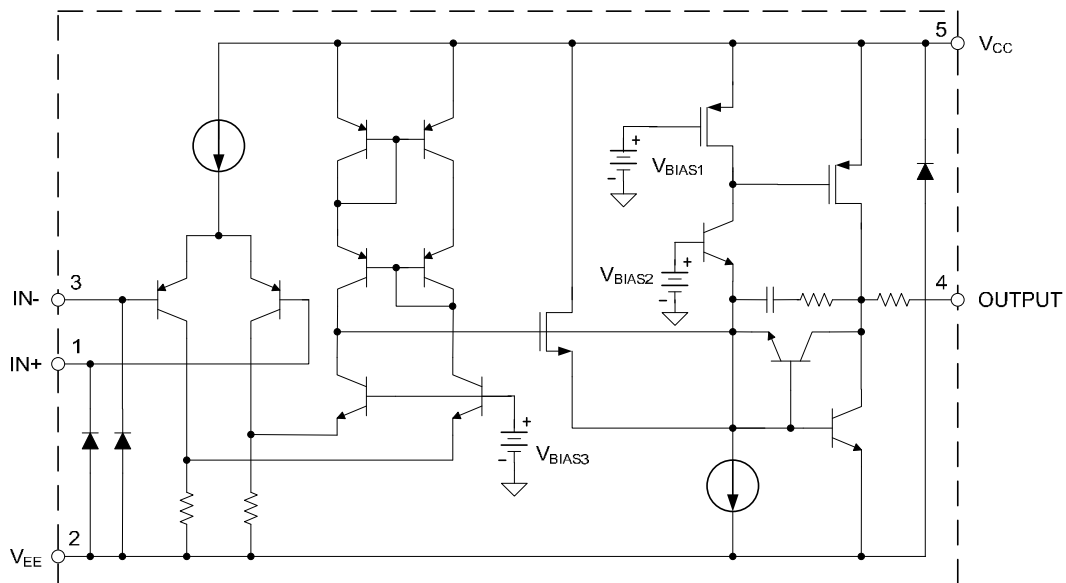 5
VCC
+
-
VBIAS1
+
-
VBIAS2
3
IN-
4
OUTPUT
1
IN+
+
-
VBIAS3
2
VEE